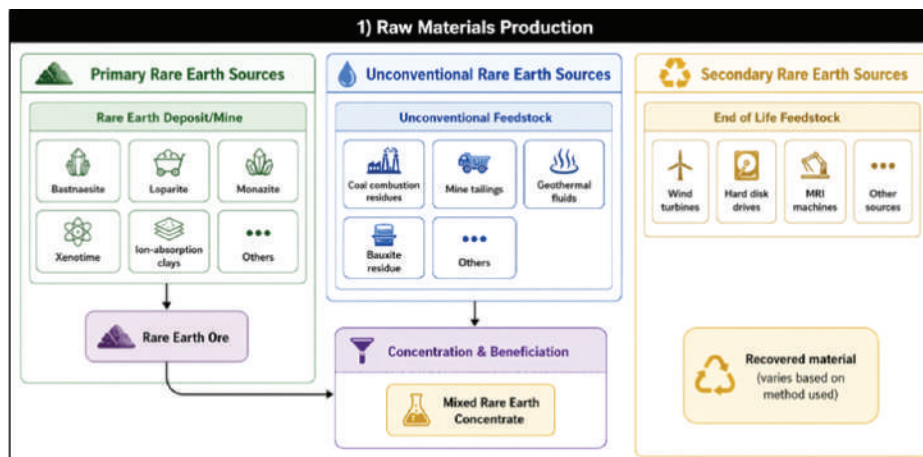 1) Raw Materials Production
Primary Rare Earth Sources
Rare Earth Deposit/Mine
Bastnaesite
Loparite
Monazite
Xenotime
Ion-absorption
clays
Others
Rare Earth Ore
Unconventional Rare Earth Sources
Unconventional Feedstock
Coal combustion
residues
Mine tailings
Geothermal
fluids
Bauxite
residue
Others
Concentration & Beneficiation
Mixed Rare Earth
Concentrate
Secondary Rare Earth Sources
End of Life Feedstock
Wind
turbines
Hard disk
drives
MRI
machines
Other
sources
Recovered material
(varies based on
method used)